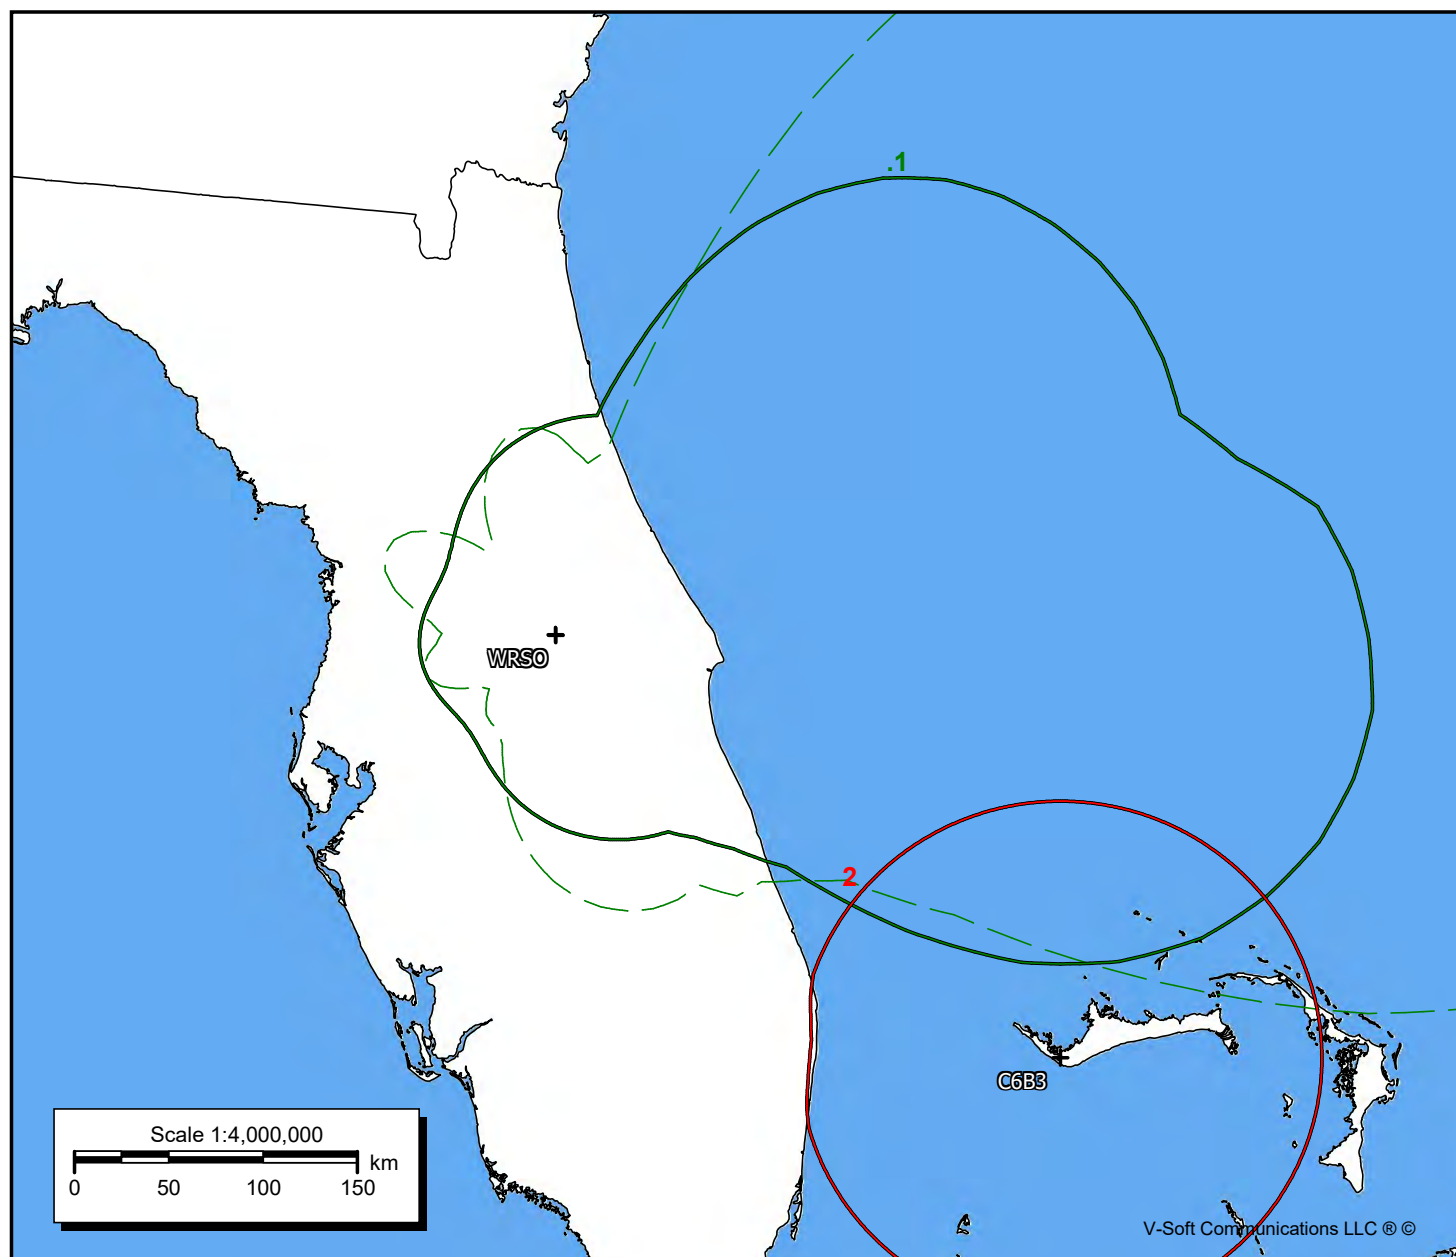 .1
WRSO
2
C6B3
Scale 1:4,000,000
km
0 50 100 150
V-Soft Communications LLC ® ©